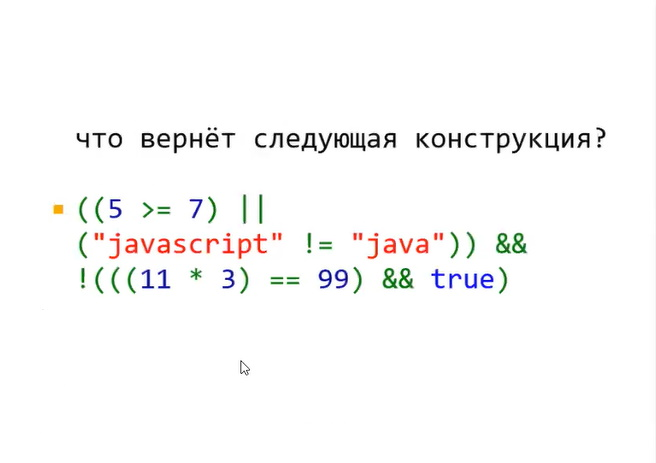 что вернёт следующая конструкция?
((5 >= 7) ||
("javascript" != "java")) &&
!(((11 * 3) == 99) && true)